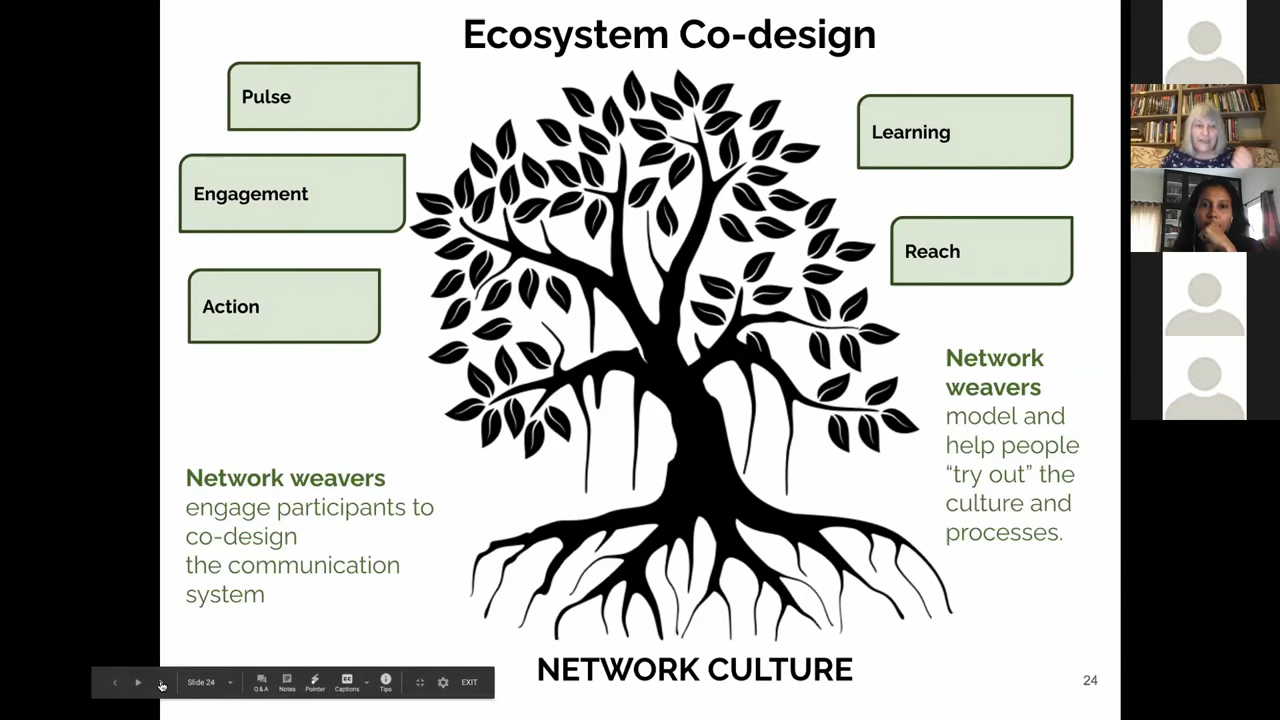 Ecosystem Co-design
Pulse
Engagement
Action
Learning
Reach
Network weavers
engage participants to
co-design
the communication
system
Network
weavers
model and
help people
“try out” the
culture and
processes.
NETWORK CULTURE
24
Slide 24
Q&A
Notes
Pointer
CC
Captions
Tips
EXIT